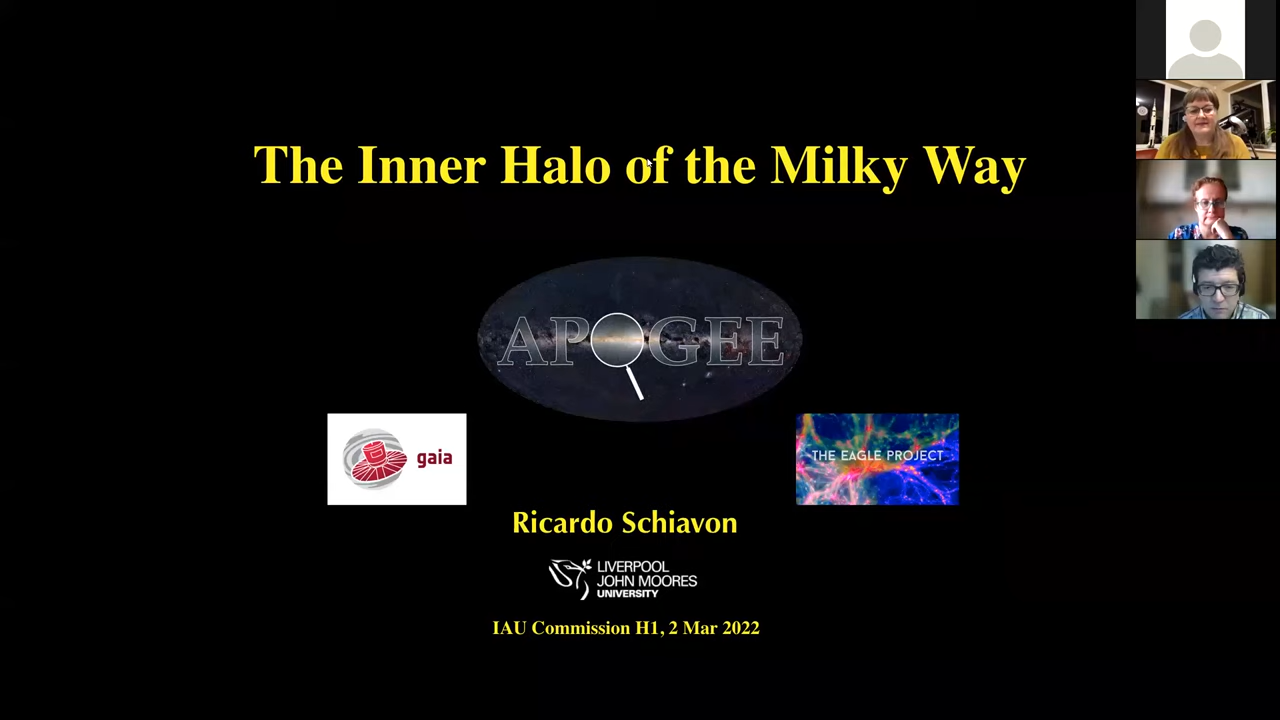 The Inner Halo of the Milky Way
APOGEE
gaia
THE EAGLE PROJECT
Ricardo Schiavon
LIVERPOOL
JOHN MOORES
UNIVERSITY
IAU Commission H1, 2 Mar 2022